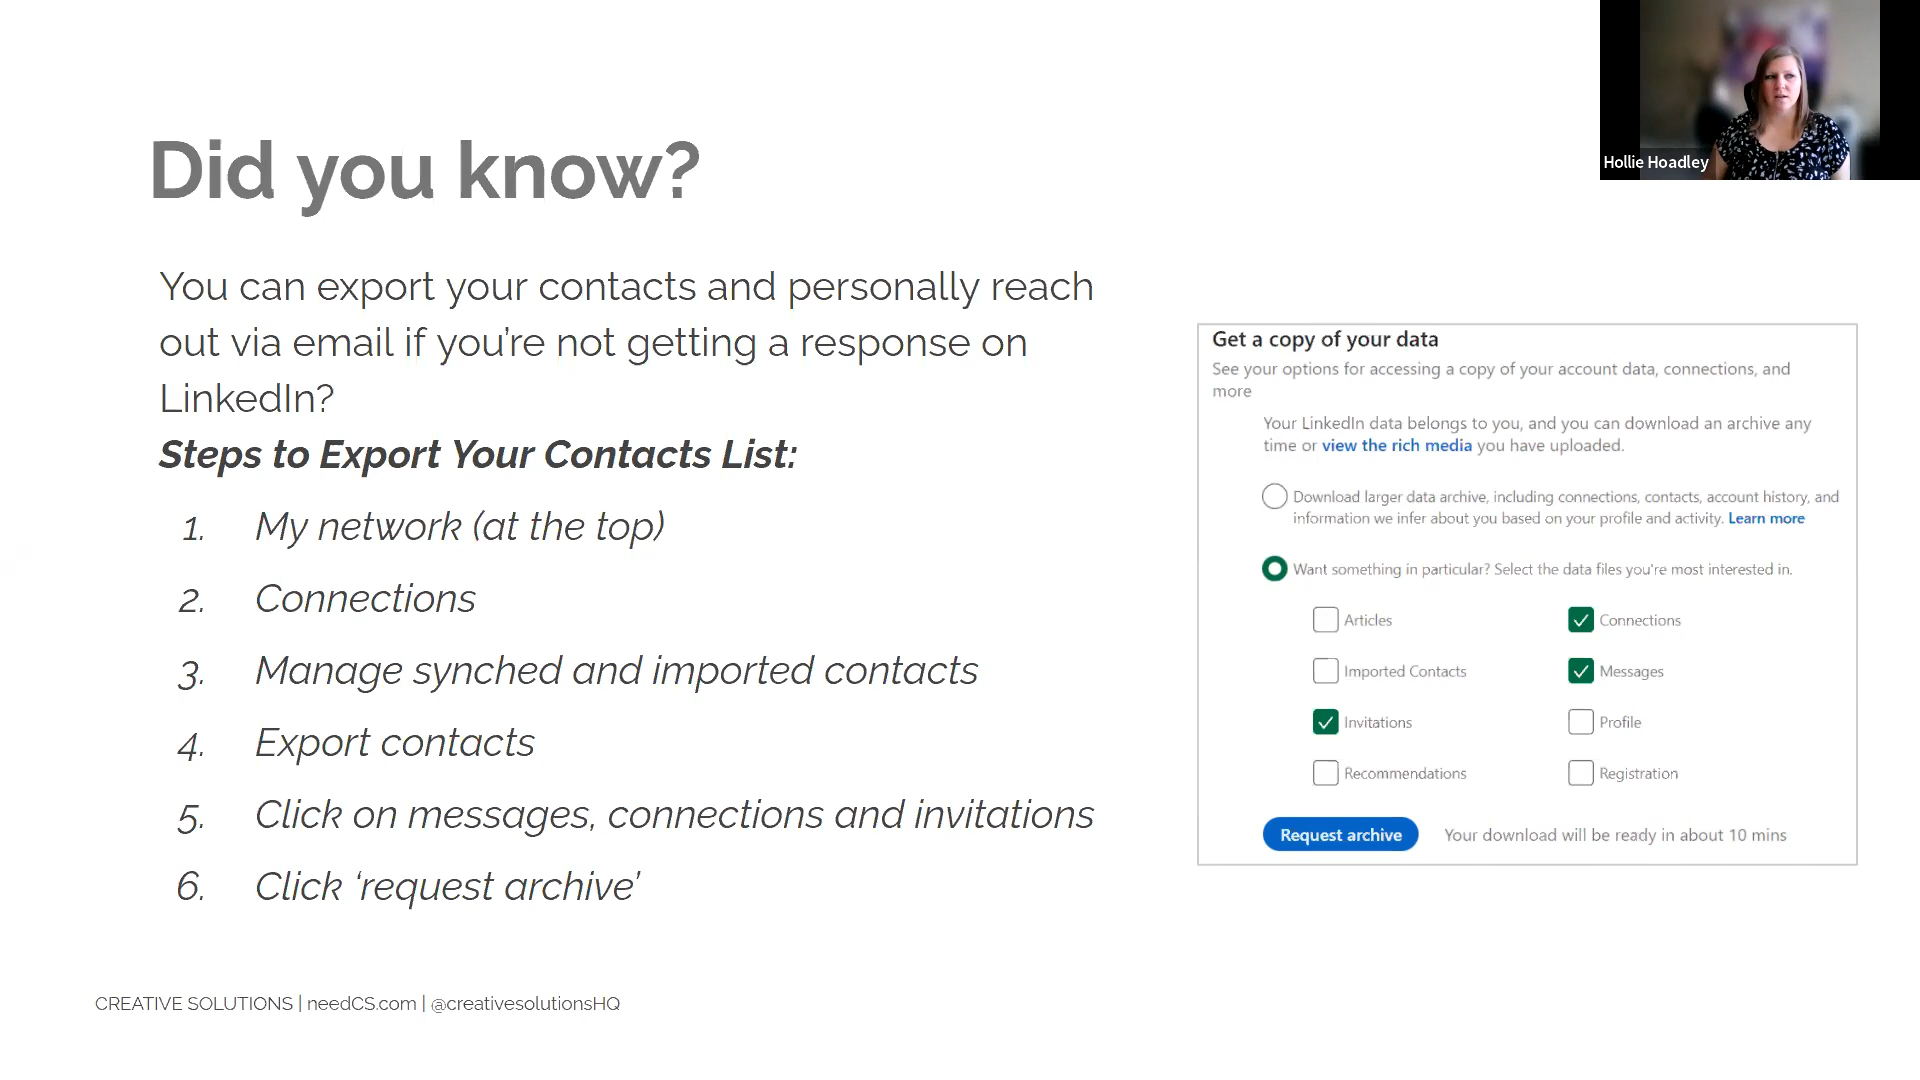 Hollie Hoadley
Did you know?
You can export your contacts and personally reach
out via email if you’re not getting a response on
LinkedIn?
Steps to Export Your Contacts List:
1. My network (at the top)
2. Connections
3. Manage synched and imported contacts
4. Export contacts
5. Click on messages, connections and invitations
6. Click ‘request archive’
Get a copy of your data
See your options for accessing a copy of your account data, connections, and
more
Your LinkedIn data belongs to you, and you can download an archive any
time or view the rich media you have uploaded.
Download larger data archive, including connections, contacts, account history, and
information we infer about you based on your profile and activity. Learn more
Want something in particular? Select the data files you're most interested in.
Articles Connections
Imported Contacts Messages
Invitations Profile
Recommendations Registration
Request archive Your download will be ready in about 10 mins
CREATIVE SOLUTIONS | needCS.com | @creativesolutionsHQ